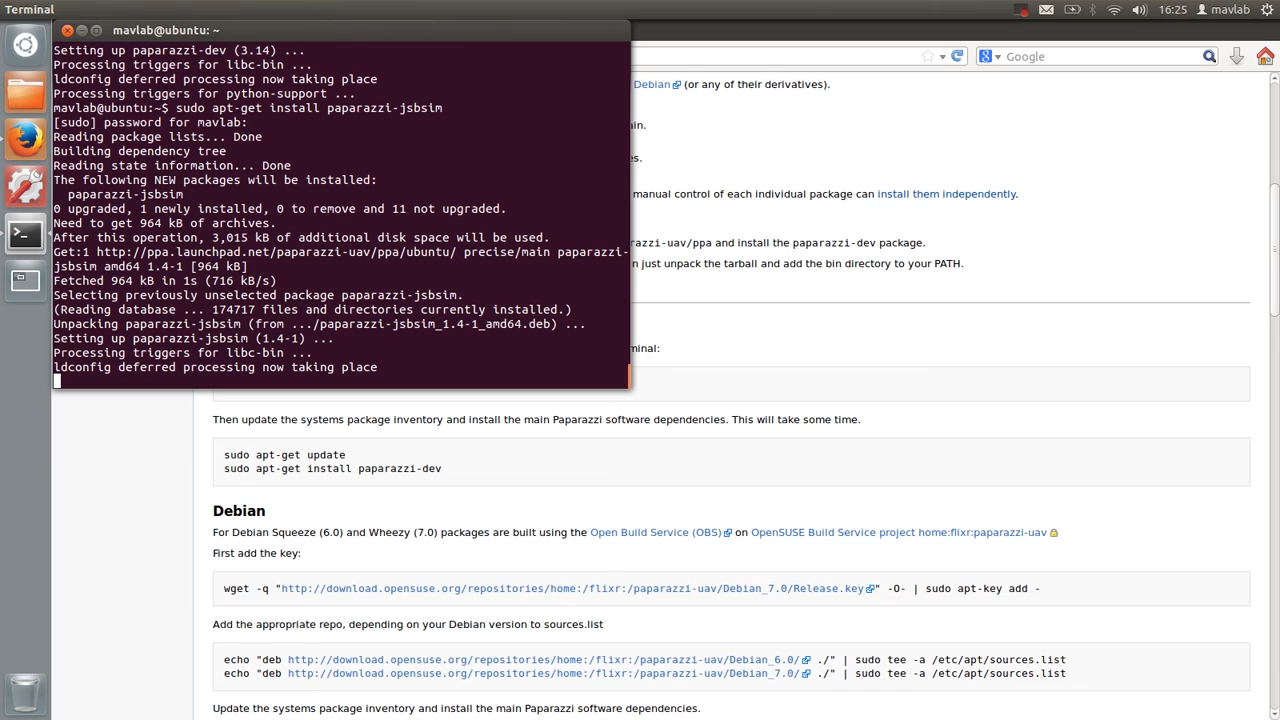 Terminal
16:25
mavlab
mavlab@ubuntu: ~
Setting up paparazzi-dev (3.14) ...
Processing triggers for libc-bin ...
ldconfig deferred processing now taking place
Processing triggers for python-support ...
mavlab@ubuntu:~$ sudo apt-get install paparazzi-jsbsim
[sudo] password for mavlab:
Reading package lists... Done
Building dependency tree
Reading state information... Done
The following NEW packages will be installed:
paparazzi-jsbsim
0 upgraded, 1 newly installed, 0 to remove and 11 not upgraded.
Need to get 964 kB of archives.
After this operation, 3,015 kB of additional disk space will be used.
Get:1 http://ppa.launchpad.net/paparazzi-uav/ppa/ubuntu/ precise/main paparazzi-
jsbsim amd64 1.4-1 [964 kB]
Fetched 964 kB in 1s (716 kB/s)
Selecting previously unselected package paparazzi-jsbsim.
(Reading database ... 174717 files and directories currently installed.)
Unpacking paparazzi-jsbsim (from .../paparazzi-jsbsim_1.4-1_amd64.deb) ...
Setting up paparazzi-jsbsim (1.4-1) ...
Processing triggers for libc-bin ...
ldconfig deferred processing now taking place
Google
Debian (or any of their derivatives).
ain.
es.
manual control of each individual package can install them independently.
razzi-uav/ppa and install the paparazzi-dev package.
n just unpack the tarball and add the bin directory to your PATH.
minal:
Then update the systems package inventory and install the main Paparazzi software dependencies. This will take some time.
sudo apt-get update
sudo apt-get install paparazzi-dev
Debian
For Debian Squeeze (6.0) and Wheezy (7.0) packages are built using the Open Build Service (OBS) on OpenSUSE Build Service project home:flixr:paparazzi-uav
First add the key:
wget -q "http://download.opensuse.org/repositories/home:/flixr:/paparazzi-uav/Debian_7.0/Release.key" -O- | sudo apt-key add -
Add the appropriate repo, depending on your Debian version to sources.list
echo "deb http://download.opensuse.org/repositories/home:/flixr:/paparazzi-uav/Debian_6.0/ ./" | sudo tee -a /etc/apt/sources.list
echo "deb http://download.opensuse.org/repositories/home:/flixr:/paparazzi-uav/Debian_7.0/ ./" | sudo tee -a /etc/apt/sources.list
Update the systems package inventory and install the main Paparazzi software dependencies.